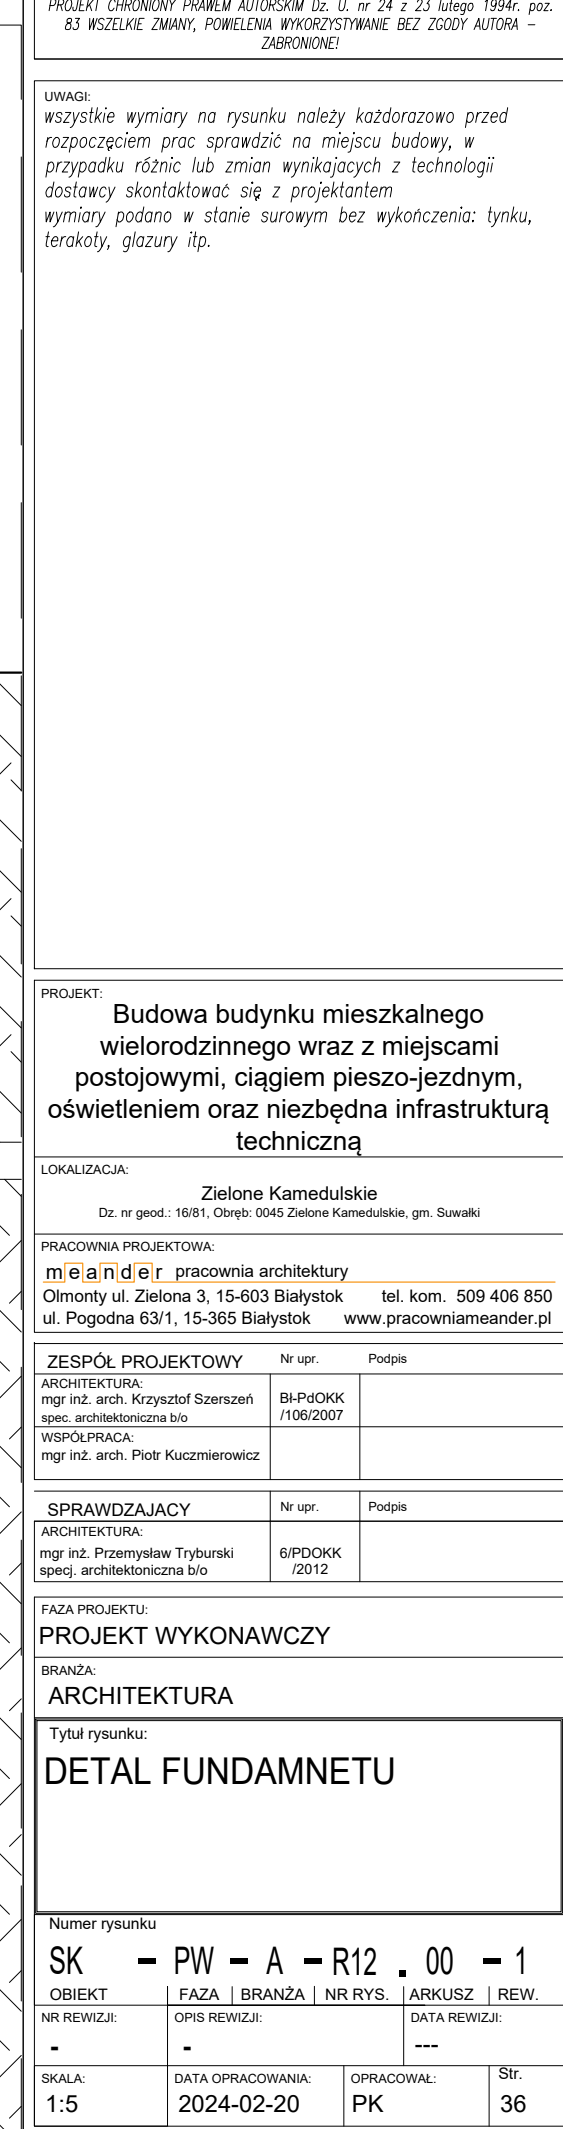 PROJEKT CHRONIONY PRAWEM AUTORSKIM Dz. U. nr 24 z 23 lutego 1994r. poz.
83 WSZELKIE ZMIANY, POWIELENIA WYKORZYSTYWANIE BEZ ZGODY AUTORA –
ZABRONIONE!
UWAGI:
wszystkie wymiary na rysunku należy każdorazowo przed
rozpoczęciem prac sprawdzić na miejscu budowy, w
przypadku różnic lub zmian wynikajacych z technologii
dostawcy skontaktować się z projektantem
wymiary podano w stanie surowym bez wykończenia: tynku,
terakoty, glazury itp.
PROJEKT:
Budowa budynku mieszkalnego
wielorodzinnego wraz z miejscami
postojowymi, ciągiem pieszo-jezdnym,
oświetleniem oraz niezbędna infrastrukturą
techniczną
LOKALIZACJA:
Zielone Kamedulskie
Dz. nr geod.: 16/81, Obręb: 0045 Zielone Kamedulskie, gm. Suwałki
PRACOWNIA PROJEKTOWA:
meander pracownia architektury
Olmonty ul. Zielona 3, 15-603 Białystok tel. kom. 509 406 850
ul. Pogodna 63/1, 15-365 Białystok www.pracowniameander.pl
ZESPÓŁ PROJEKTOWY Nr upr. Podpis
ARCHITEKTURA:
mgr inż. arch. Krzysztof Szerszeń Bł-PdOKK
spec. architektoniczna b/o /106/2007
WSPÓŁPRACA:
mgr inż. arch. Piotr Kuczmierowicz
SPRAWDZAJACY Nr upr. Podpis
ARCHITEKTURA:
mgr inż. Przemysław Tryburski 6/PDOKK
specj. architektoniczna b/o /2012
FAZA PROJEKTU:
PROJEKT WYKONAWCZY
BRANŻA:
ARCHITEKTURA
Tytuł rysunku:
DETAL FUNDAMNETU
Numer rysunku
SK - PW - A - R12 . 00 - 1
OBIEKT FAZA BRANŻA NR RYS. ARKUSZ REW.
NR REWIZJI: OPIS REWIZJI: DATA REWIZJI:
- - ---
SKALA: DATA OPRACOWANIA: OPRACOWAŁ: Str.
1:5 2024-02-20 PK 36